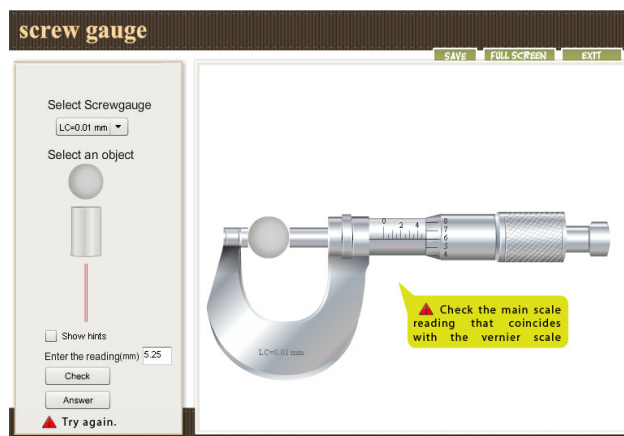 screw gauge
SAVE FULL SCREEN EXIT
Select Screwgauge
LC=0.01 mm
Select an object
0 2 4
8
7
6
5
4
LC=0.01 mm
Check the main scale
reading that coincides
with the vernier scale
Show hints
Enter the reading(mm) 5.25
Check
Answer
Try again.